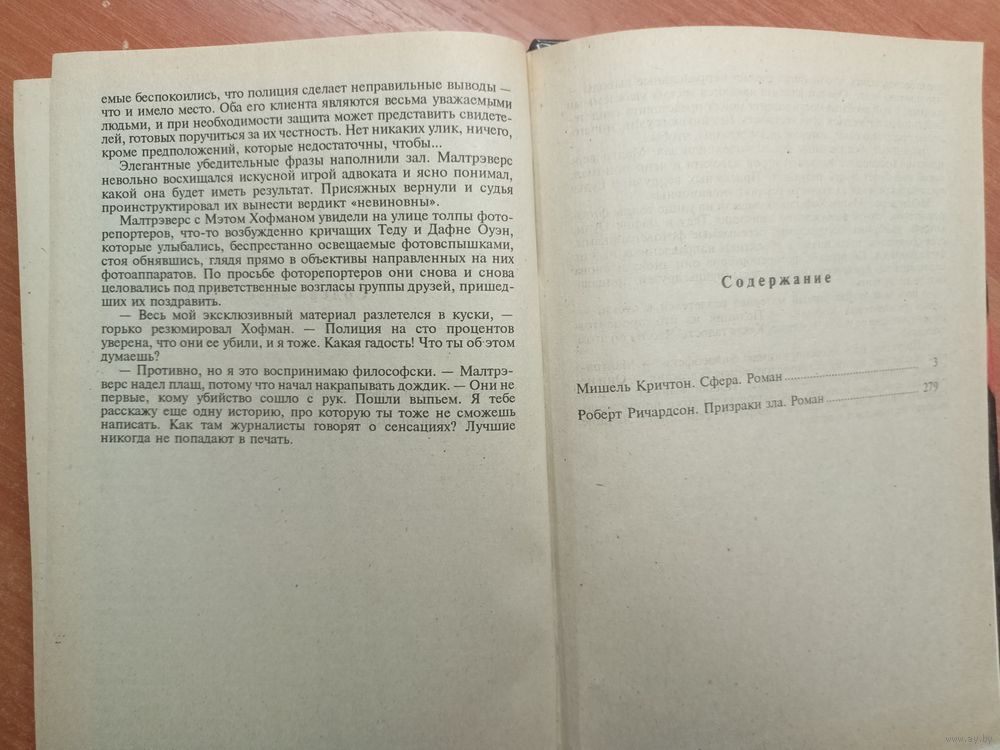 емые беспокоились, что полиция сделает неправильные выводы —
что и имело место. Оба его клиента являются весьма уважаемыми
людьми, и при необходимости защита может представить свидете-
лей, готовых поручиться за их честность. Нет никаких улик, ничего,
кроме предположений, которые недостаточны, чтобы...
Элегантные убедительные фразы наполнили зал. Малтрэверс
невольно восхищался искусной игрой адвоката и ясно понимал,
какой она будет иметь результат. Присяжных вернули и судья
проинструктировал их вынести вердикт «невиновны».
Малтрэверс с Мэтом Хофманом увидели на улице толпы фото-
репортеров, что-то возбужденно кричащих Теду и Дафне Оуэн,
которые улыбались, беспрестанно освещаемые фотовспышками,
стоя обнявшись, глядя прямо в объективы направленных на них
фотоаппаратов. По просьбе фоторепортеров они снова и снова
целовались под приветственные возгласы группы друзей, пришед-
ших их поздравить.
— Весь мой эксклюзивный материал разлетелся в куски, —
горько резюмировал Хофман. — Полиция на сто процентов
уверена, что они ее убили, и я тоже. Какая гадость! Что ты об этом
думаешь?
— Противно, но я это воспринимаю философски. — Малтрэ-
верс надел плащ, потому что начал накрапывать дождик. — Они не
первые, кому убийство сошло с рук. Пошли выпьем. Я тебе
расскажу еще одну историю, про которую ты тоже не сможешь
написать. Как там журналисты говорят о сенсациях? Лучшие
никогда не попадают в печать.
Содержание
Мишель Кричтон. Сфера. Роман 3
Роберт Ричардсон. Призраки зла. Роман 279
www.ay.by